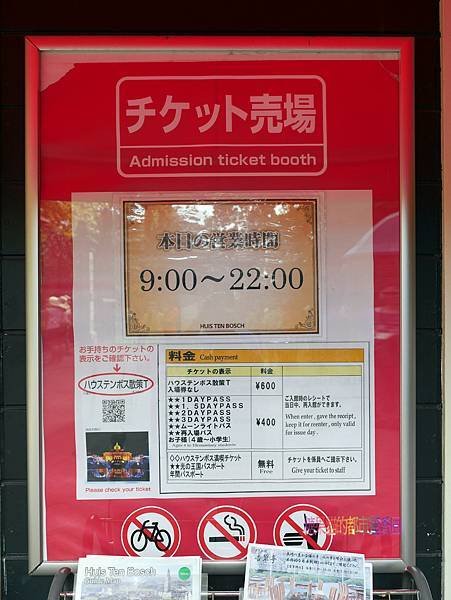 チケット売場
Admission ticket booth
本日の営業時間
9:00～22:00
HUIS TEN BOSCH
お手持ちのチケットの
表示をご確認下さい。
ハウステンボス散策T
Please check your ticket
料金 Cash payment
チケットの表示 料金
ハウステンボス散策T
入場券なし
¥600
★★1DAYPASS
★★1.5DAYPASS
★★2DAYPASS
★★3DAYPASS
★★ムーンライトパス
★★再入場パス
お子様(4歳～小学生)
¥400
ご入館時のレシートで
当日中、再入館ができます。
When enter, gave the receipt,
keep it for reenter, only valid
for issue day.
◇◇ハウステンボス満喫チケット
★★光の王国パスポート
年間パスポート
無料
Free
チケットを係員へご提示下さい。
Give your ticket to staff
Huis Ten Bosch
Guide Map